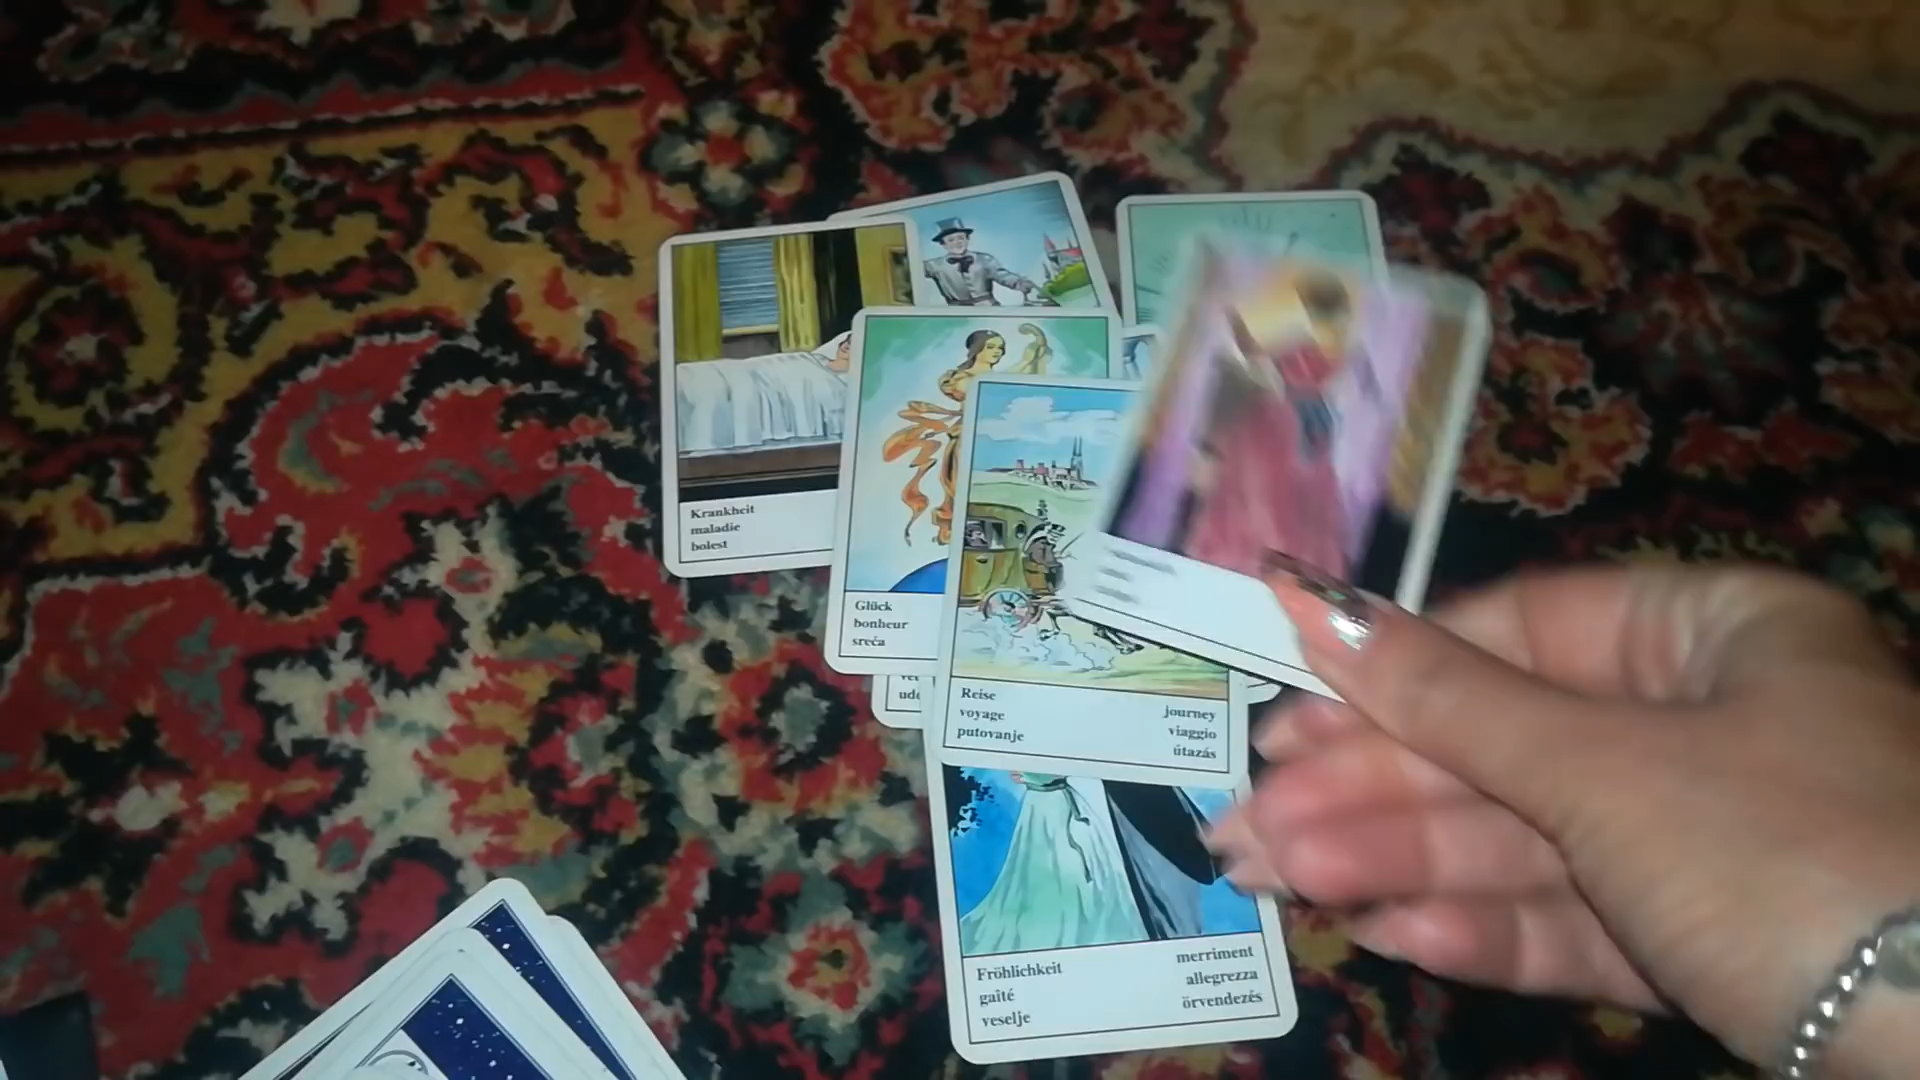 Krankheit
maladie
bolest
Glück
bonheur
sreća
Reise
voyage
putovanje
journey
viaggio
útazás
Fröhlichkeit
gaîté
veselje
merriment
allegrezza
örvendezés